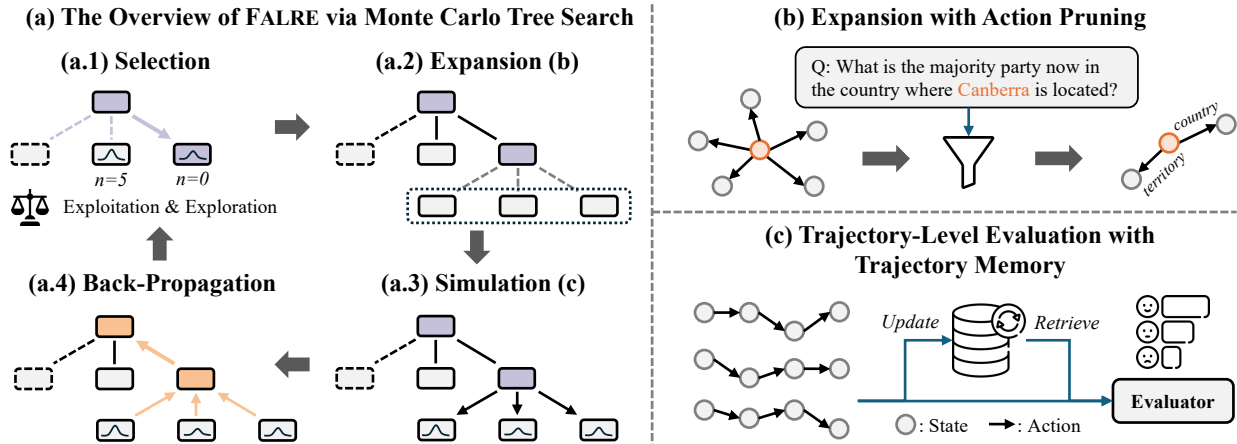 (a) The Overview of FALRE via Monte Carlo Tree Search
(a.1) Selection
n=5
n=0
Exploitation & Exploration
(a.2) Expansion (b)
(a.4) Back-Propagation
(a.3) Simulation (c)
(b) Expansion with Action Pruning
Q: What is the majority party now in
the country where Canberra is located?
country
territory
(c) Trajectory-Level Evaluation with
Trajectory Memory
Update
Retrieve
Evaluator
: State
: Action